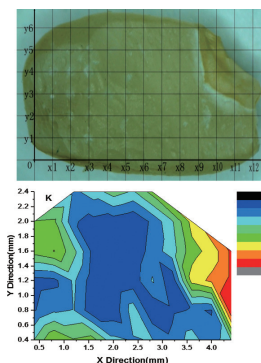 y6
y5
y4
y3
y2
y1
0 x1 x2 x3 x4 x5 x6 x7 x8 x9 x10 x11 x12
K
2.4
2.2
2.0
1.8
1.6
1.4
1.2
1.0
0.8
0.6
0.4
0.5 1.0 1.5 2.0 2.5 3.0 3.5 4.0
Y Direction(mm)
X Direction(mm)